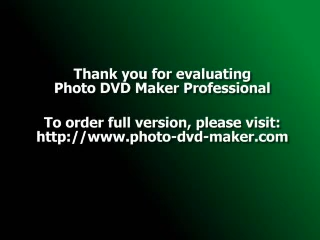 Thank you for evaluating
Photo DVD Maker Professional
To order full version, please visit:
http://www.photo-dvd-maker.com